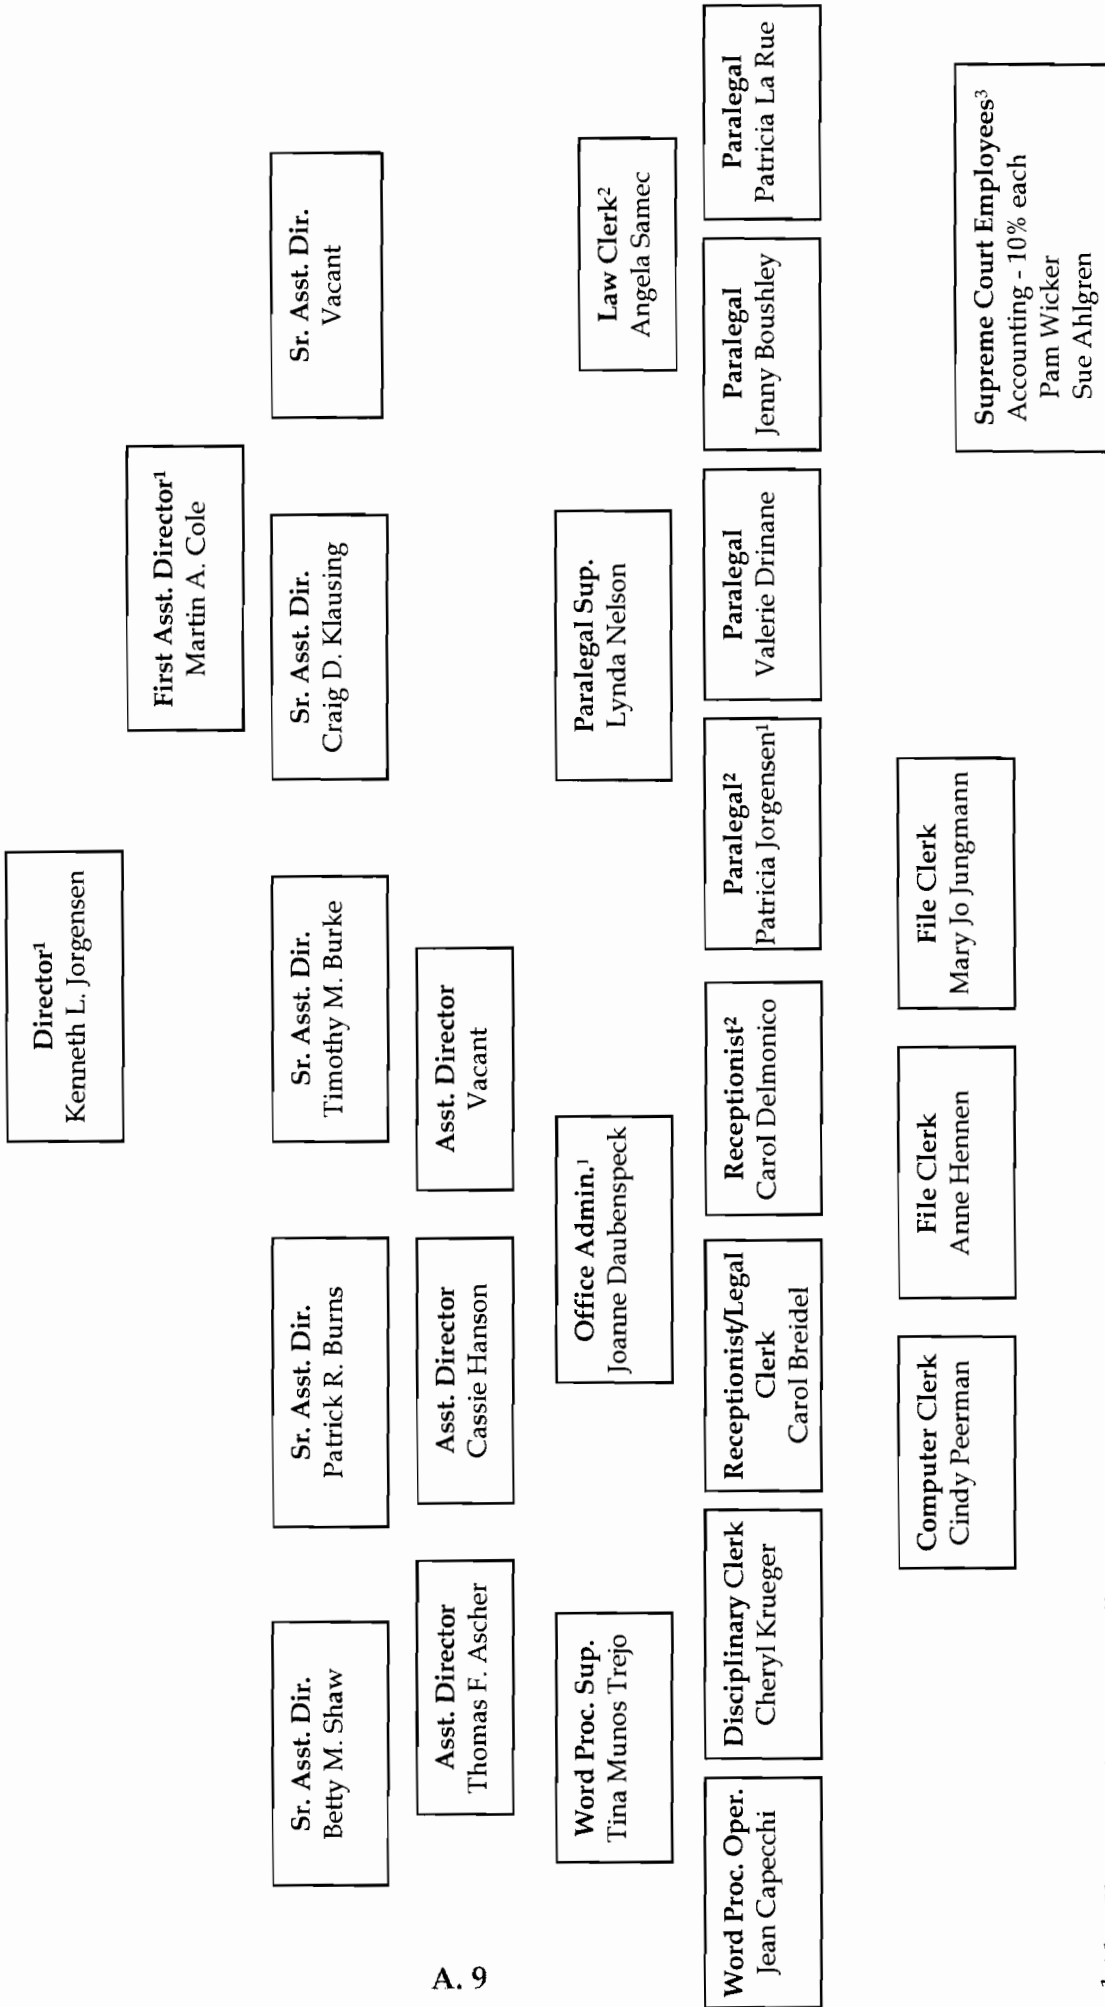 Director¹
Kenneth L. Jorgensen
First Asst. Director¹
Martin A. Cole
Sr. Asst. Dir.
Betty M. Shaw
Sr. Asst. Dir.
Patrick R. Burns
Sr. Asst. Dir.
Timothy M. Burke
Sr. Asst. Dir.
Craig D. Klausing
Sr. Asst. Dir.
Vacant
Asst. Director
Thomas F. Ascher
Asst. Director
Cassie Hanson
Asst. Director
Vacant
Word Proc. Sup.
Tina Munos Trejo
Office Admin.¹
Joanne Daubenspeck
Paralegal Sup.
Lynda Nelson
Law Clerk²
Angela Samec
Word Proc. Oper.
Jean Capecchi
Disciplinary Clerk
Cheryl Krueger
Receptionist/Legal
Clerk
Carol Breidel
Receptionist²
Carol Delmonico
Paralegal²
Patricia Jorgensen¹
Paralegal
Valerie Drinane
Paralegal
Jenny Boushley
Paralegal
Patricia La Rue
Computer Clerk
Cindy Peerman
File Clerk
Anne Hennen
File Clerk
Mary Jo Jungmann
Supreme Court Employees³
Accounting - 10% each
Pam Wicker
Sue Ahlgren
A. 9